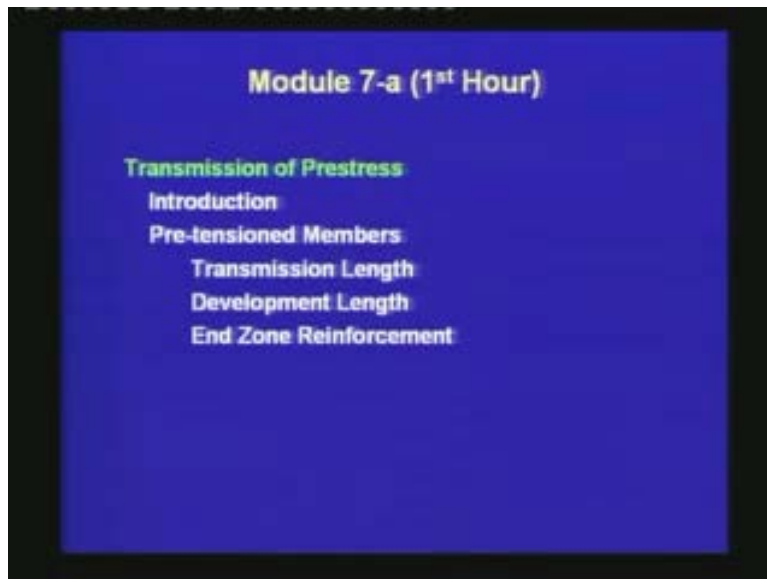 Module 7-a (1st Hour)
Transmission of Prestress
Introduction
Pre-tensioned Members
Transmission Length
Development Length
End Zone Reinforcement